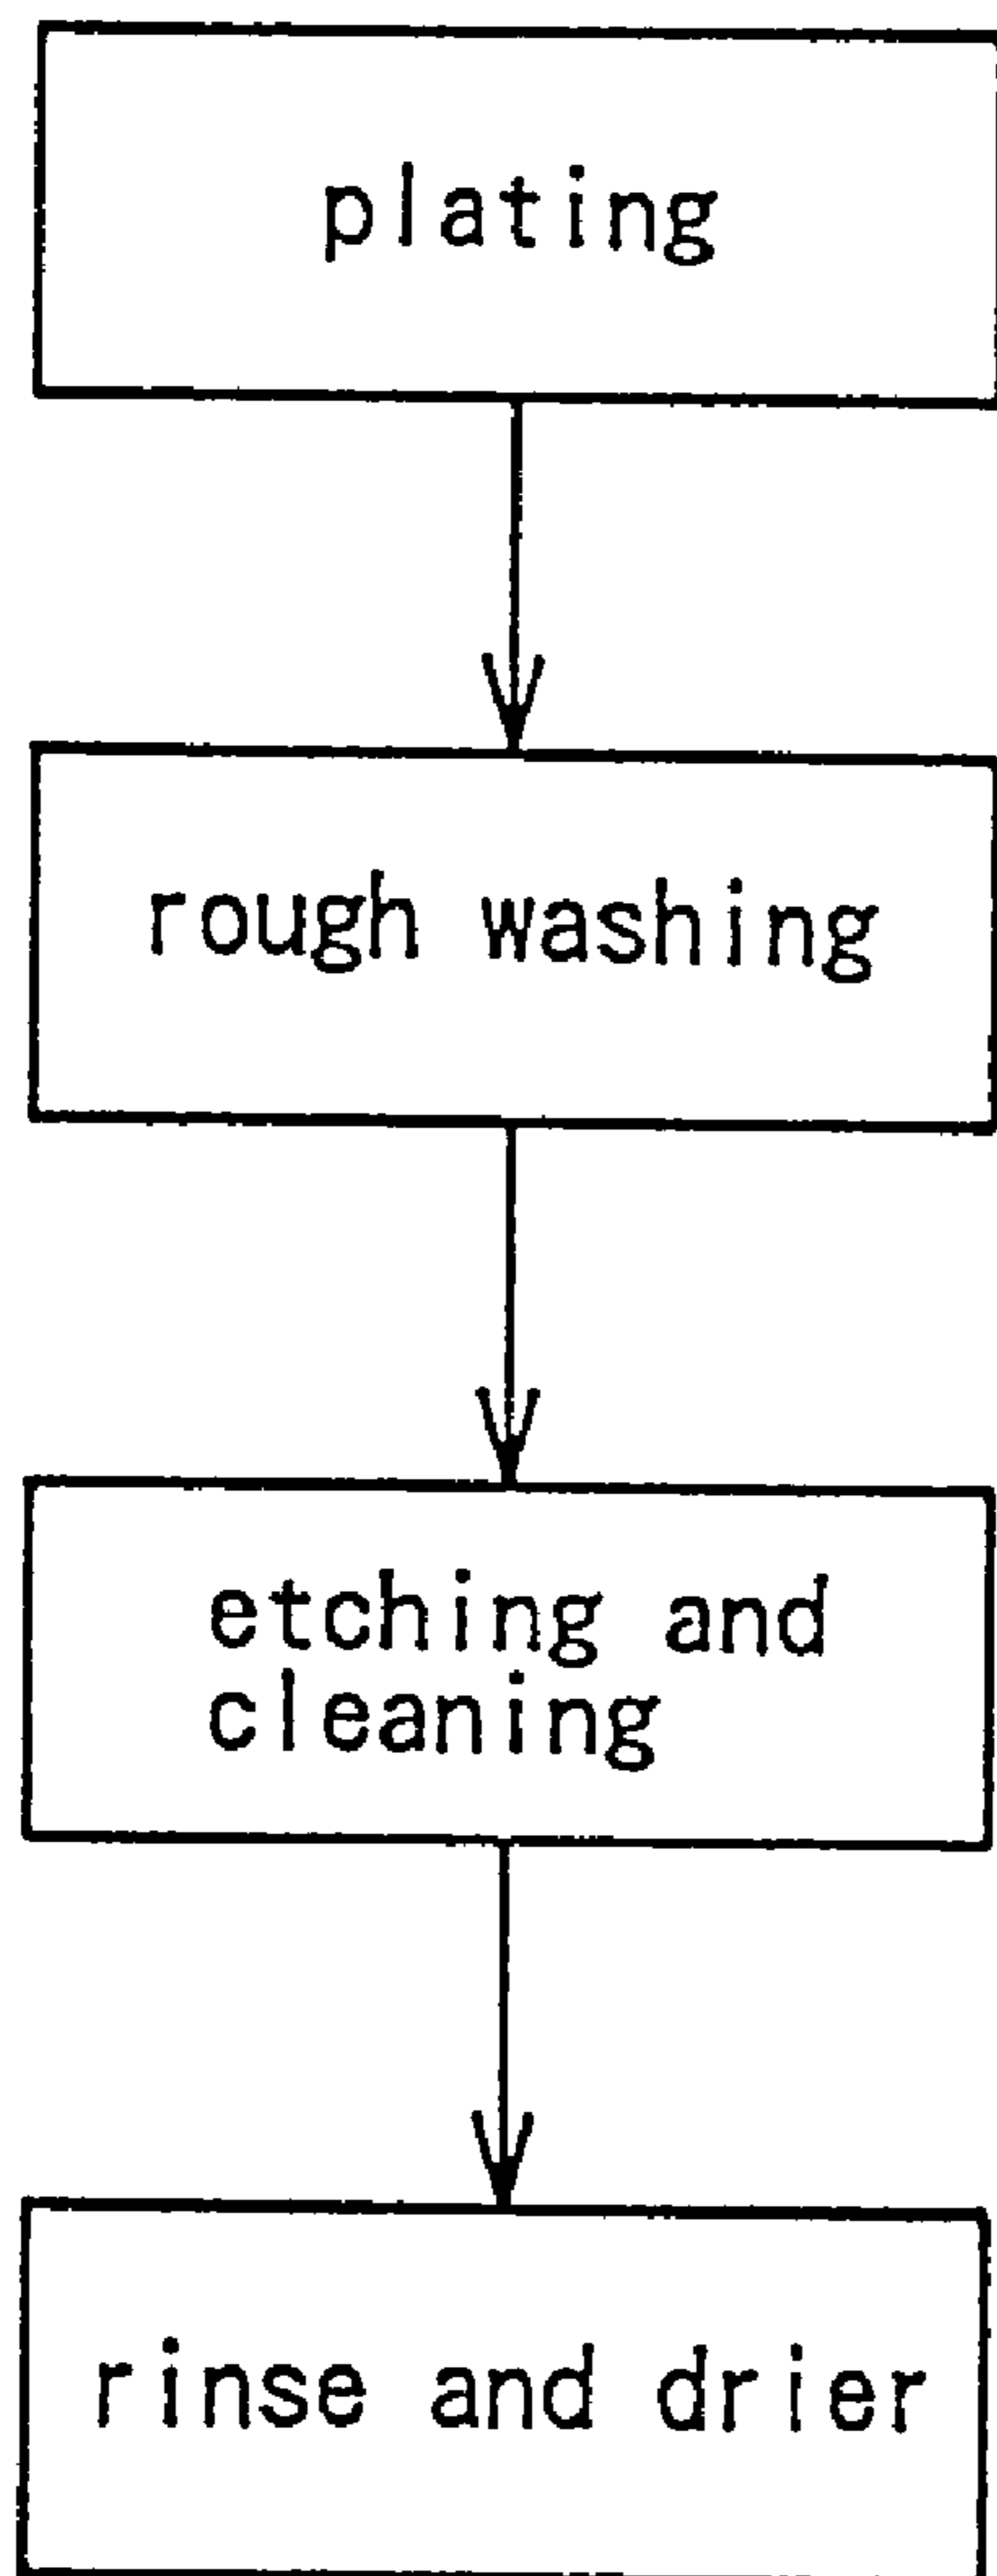 plating
rough washing
etching and
cleaning
rinse and drier